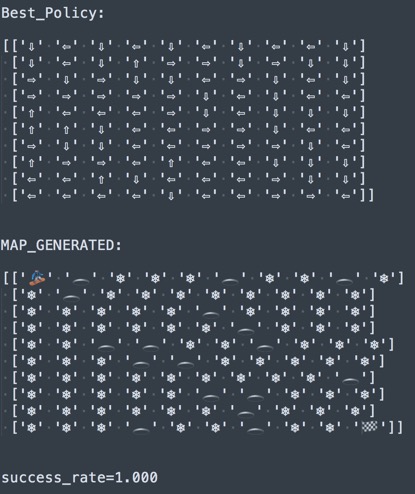 Best_Policy:
[['⇩' '⇦' '⇩' '⇦' '⇩' '⇦' '⇩' '⇦' '⇦' '⇩']
['⇩' '⇦' '⇩' '⇧' '⇨' '⇨' '⇩' '⇦' '⇨' '⇩']
['⇨' '⇩' '⇨' '⇩' '⇦' '⇩' '⇨' '⇩' '⇦' '⇩']
['⇨' '⇨' '⇨' '⇨' '⇨' '⇩' '⇦' '⇩' '⇦' '⇦']
['⇧' '⇦' '⇦' '⇦' '⇨' '⇨' '⇦' '⇩' '⇩' '⇩']
['⇧' '⇧' '⇩' '⇦' '⇦' '⇨' '⇨' '⇩' '⇦' '⇦']
['⇨' '⇩' '⇩' '⇦' '⇩' '⇦' '⇦' '⇨' '⇨' '⇩']
['⇧' '⇨' '⇨' '⇦' '⇧' '⇦' '⇦' '⇩' '⇨' '⇩']
['⇦' '⇦' '⇧' '⇩' '⇦' '⇦' '⇦' '⇨' '⇩' '⇩']
['⇦' '⇦' '⇦' '⇦' '⇩' '⇦' '⇦' '⇨' '⇨' '⇦']]
MAP_GENERATED:
[['🏂' '︵' '❄' '❄' '❄' '︵' '❄' '❄' '︵' '❄']
['❄' '︵' '❄' '❄' '❄' '❄' '❄' '❄' '❄' '❄']
['❄' '❄' '❄' '❄' '❄' '︵' '❄' '❄' '❄' '❄']
['❄' '❄' '❄' '❄' '❄' '❄' '︵' '❄' '❄' '❄']
['❄' '❄' '︵' '︵' '❄' '❄' '︵' '❄' '❄' '❄']
['❄' '❄' '❄' '︵' '︵' '❄' '❄' '❄' '❄' '❄']
['❄' '❄' '❄' '❄' '❄' '❄' '❄' '❄' '❄' '︵']
['❄' '❄' '❄' '❄' '❄' '︵' '︵' '❄' '❄' '❄']
['❄' '❄' '❄' '❄' '❄' '❄' '︵' '❄' '❄' '❄']
['❄' '❄' '❄' '︵' '❄' '❄' '︵' '❄' '❄' '🏁']]
success_rate=1.000